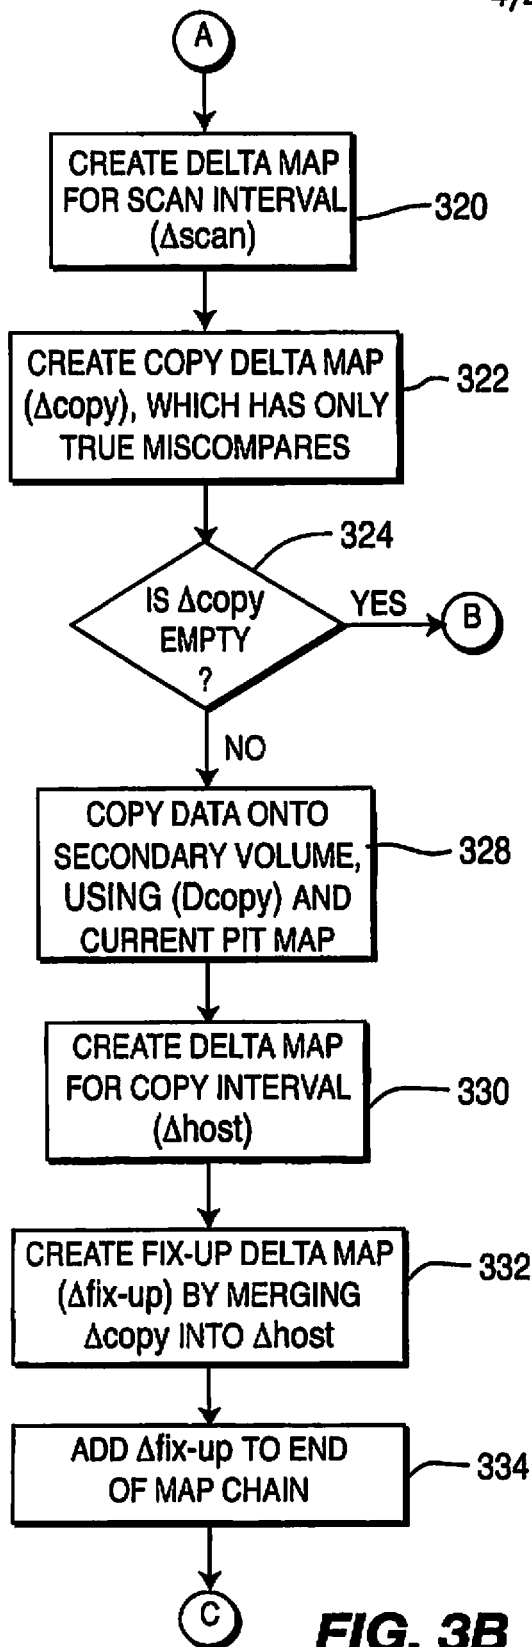 A
CREATE DELTA MAP
FOR SCAN INTERVAL
(Δscan)
320
CREATE COPY DELTA MAP
(Δcopy), WHICH HAS ONLY
TRUE MISCOMPARES
322
324
IS Δcopy
EMPTY
?
YES
B
NO
COPY DATA ONTO
SECONDARY VOLUME,
USING (Dcopy) AND
CURRENT PIT MAP
328
CREATE DELTA MAP
FOR COPY INTERVAL
(Δhost)
330
CREATE FIX-UP DELTA MAP
(Δfix-up) BY MERGING
Δcopy INTO Δhost
332
ADD Δfix-up TO END
OF MAP CHAIN
334
C
FIG. 3B